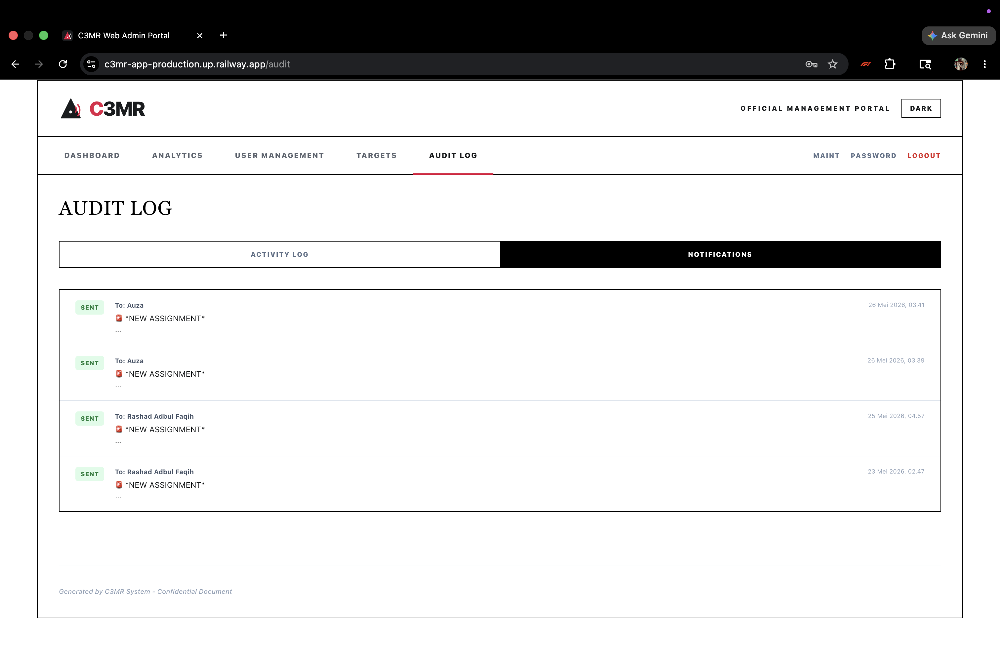 C3MR Web Admin Portal
Ask Gemini
c3mr-app-production.up.railway.app/audit
C3MR
OFFICIAL MANAGEMENT PORTAL
DARK
DASHBOARD
ANALYTICS
USER MANAGEMENT
TARGETS
AUDIT LOG
MAINT
PASSWORD
LOGOUT
AUDIT LOG
ACTIVITY LOG
NOTIFICATIONS
SENT
To: Auza
26 Mei 2026, 03.41
🚨 *NEW ASSIGNMENT*
...
SENT
To: Auza
26 Mei 2026, 03.39
🚨 *NEW ASSIGNMENT*
...
SENT
To: Rashad Adbul Faqih
25 Mei 2026, 04.57
🚨 *NEW ASSIGNMENT*
...
SENT
To: Rashad Adbul Faqih
23 Mei 2026, 02.47
🚨 *NEW ASSIGNMENT*
...
Generated by C3MR System - Confidential Document